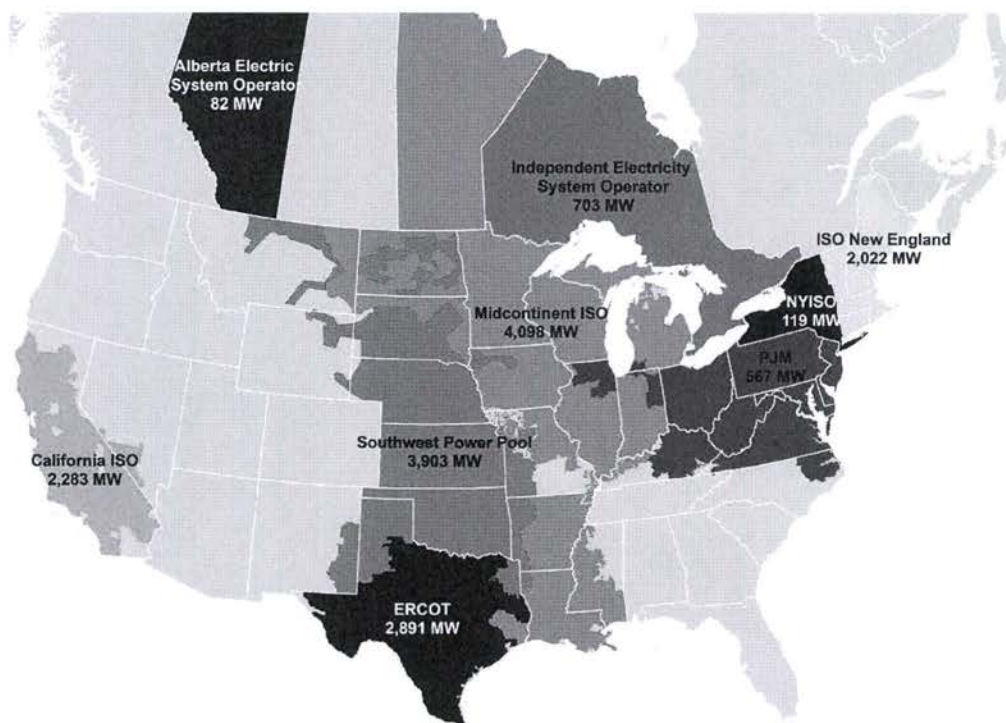 Alberta Electric
System Operator
82 MW
Independent Electricity
System Operator
703 MW
ISO New England
2,022 MW
NYISO
119 MW
Midcontinent ISO
4,098 MW
PJM
567 MW
Southwest Power Pool
3,903 MW
California ISO
2,283 MW
ERCOT
2,891 MW